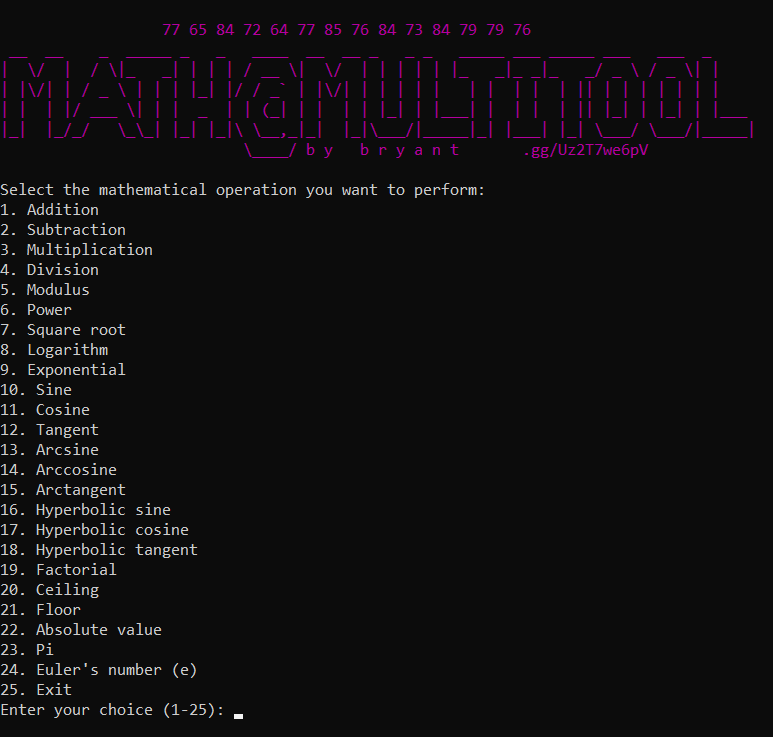 77 65 84 72 64 77 85 76 84 73 84 79 79 76
MATH@MULTITOOL
by bryant .gg/Uz2T7we6pV
Select the mathematical operation you want to perform:
1. Addition
2. Subtraction
3. Multiplication
4. Division
5. Modulus
6. Power
7. Square root
8. Logarithm
9. Exponential
10. Sine
11. Cosine
12. Tangent
13. Arcsine
14. Arccosine
15. Arctangent
16. Hyperbolic sine
17. Hyperbolic cosine
18. Hyperbolic tangent
19. Factorial
20. Ceiling
21. Floor
22. Absolute value
23. Pi
24. Euler's number (e)
25. Exit
Enter your choice (1-25):